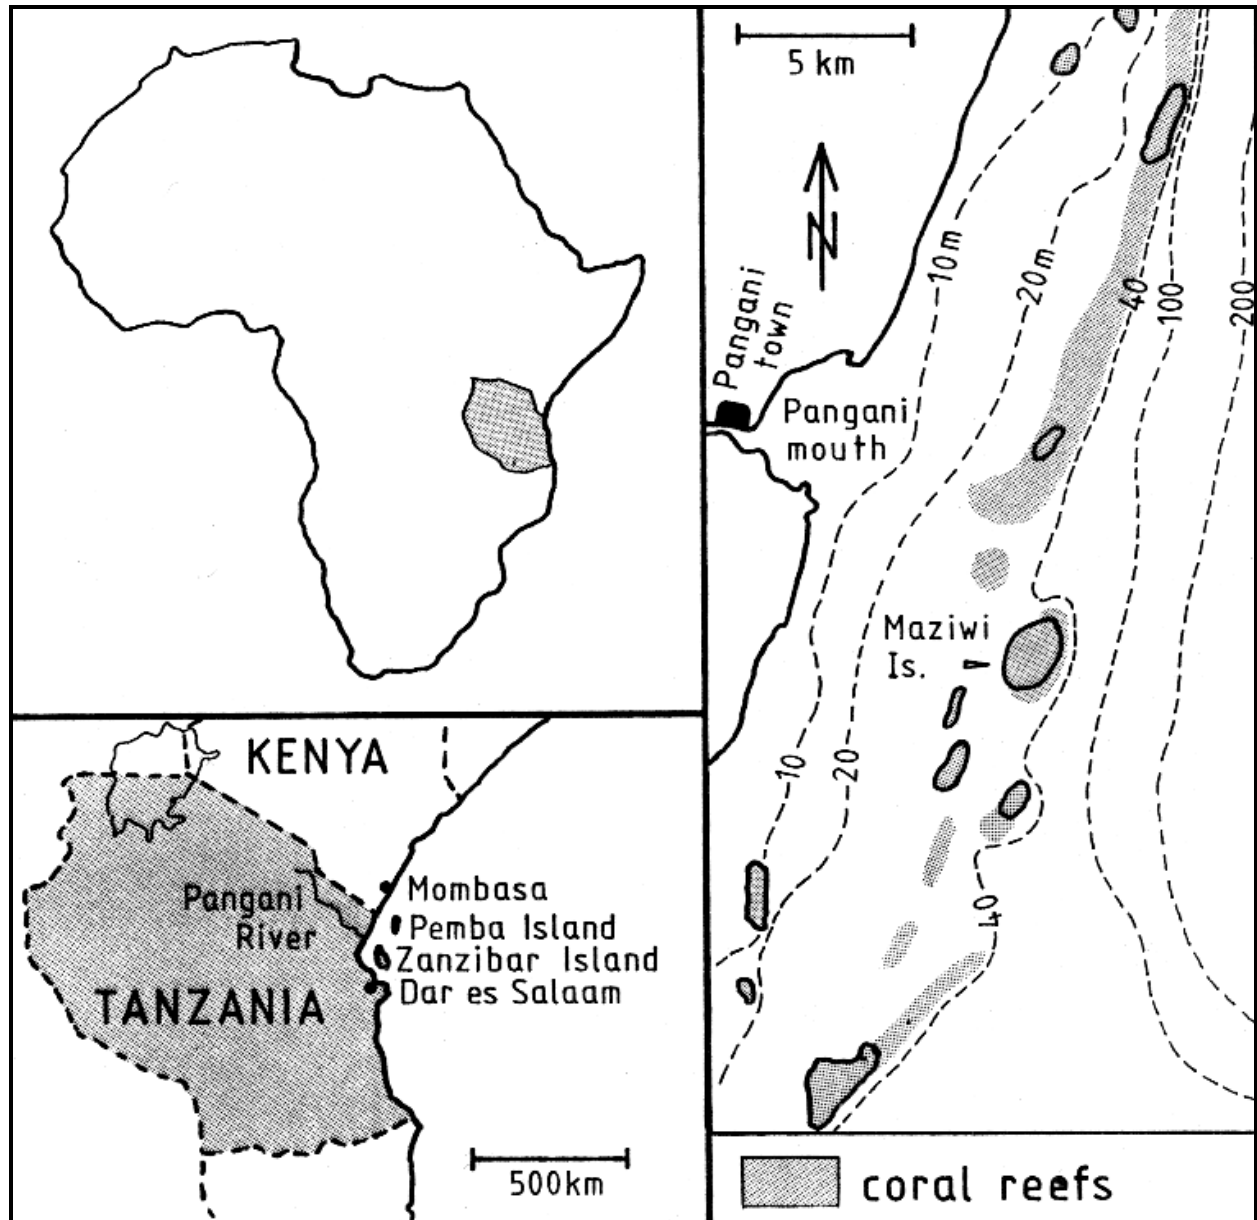 5 km
N
10m
20m
40
100
200
Pangani
town
Pangani
mouth
Maziwi
Is.
10
20
40
KENYA
Pangani
River
Mombasa
Pemba Island
Zanzibar Island
Dar es Salaam
TANZANIA
500km
coral reefs